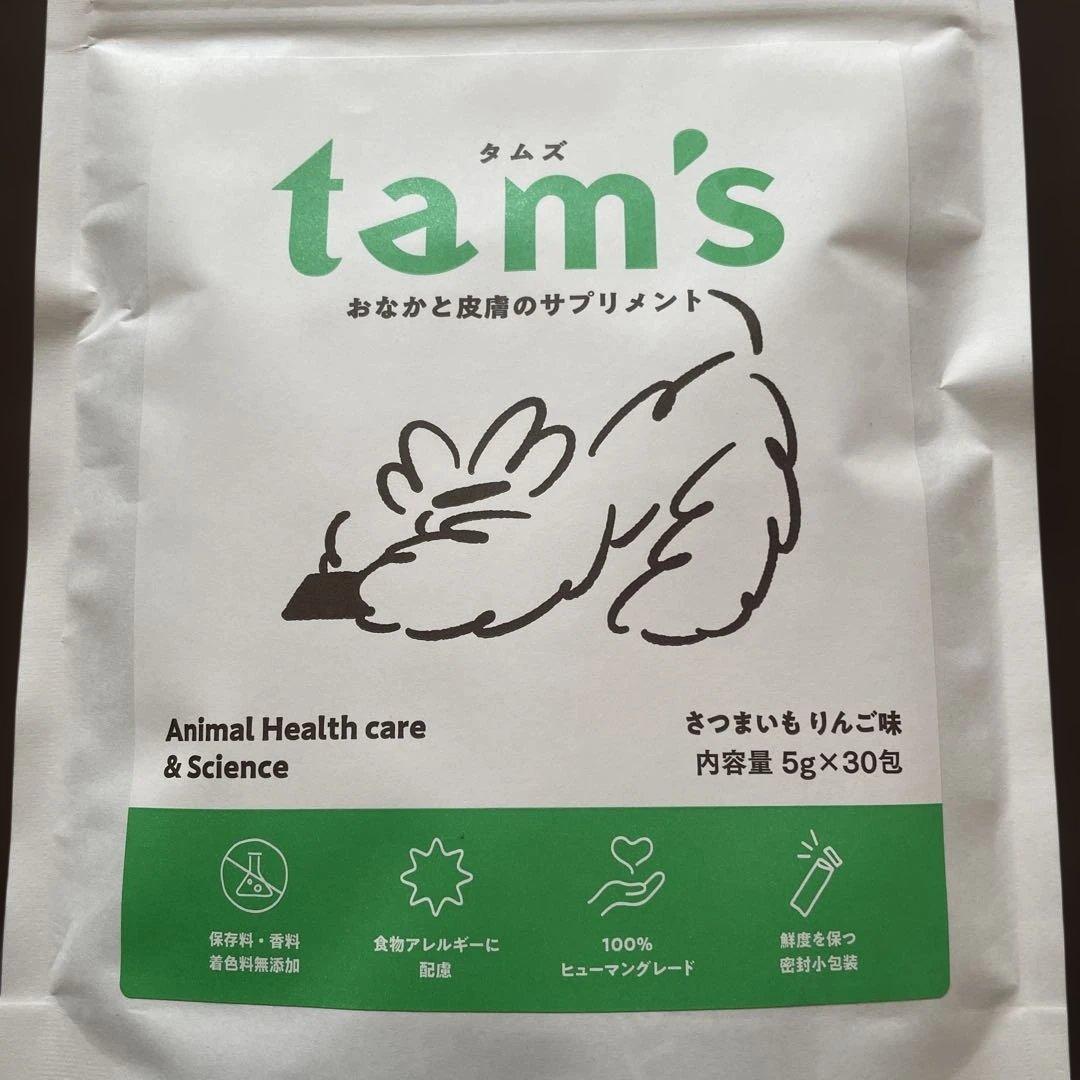 タムズ
tam's
おなかと皮膚のサプリメント
Animal Health care
& Science
さつまいも りんご味
内容量 5g×30包
保存料・香料
着色料無添加
食物アレルギーに
配慮
100%
ヒューマングレード
鮮度を保つ
密封小包装